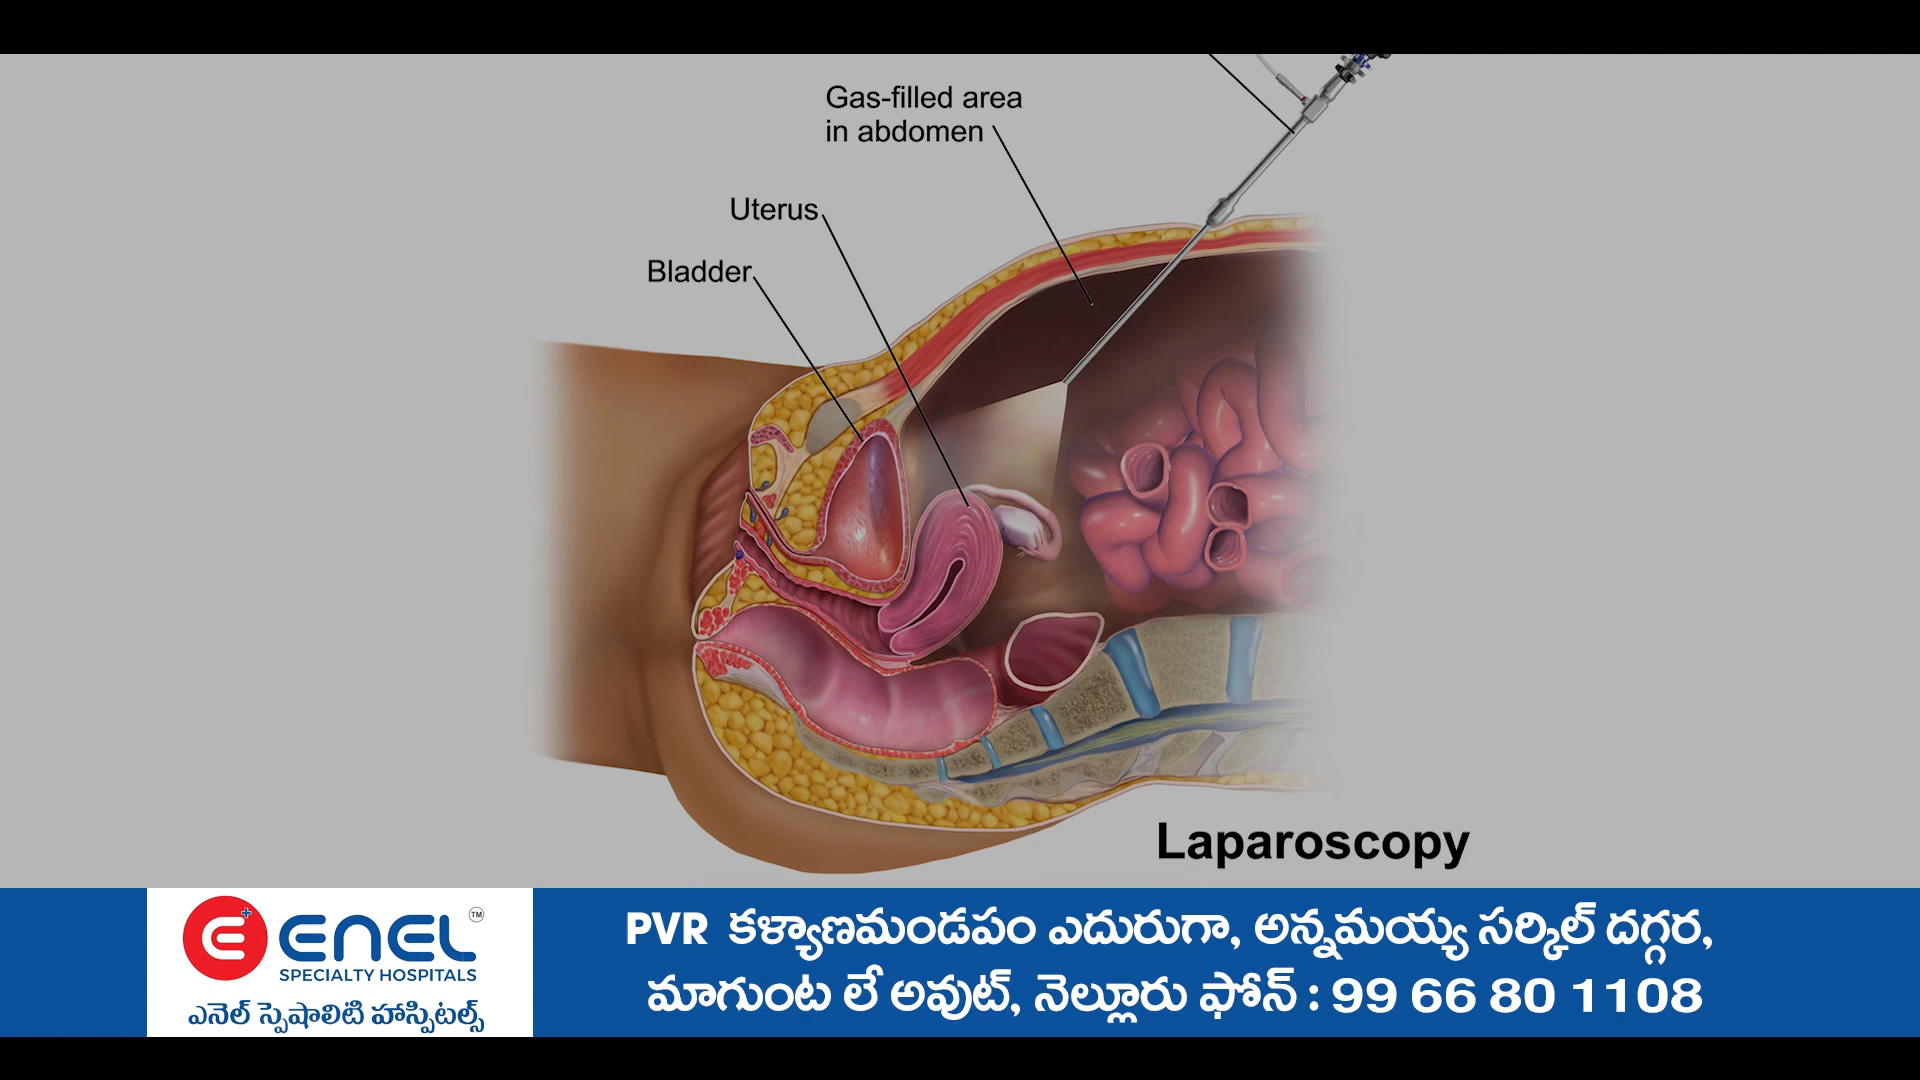 Gas-filled area
in abdomen
Uterus
Bladder
Laparoscopy
ENEL TM
SPECIALTY HOSPITALS
ఎనెల్ స్పెషాలిటి హాస్పిటల్స్
PVR కళ్యాణమండపం ఎదురుగా, అన్నమయ్య సర్కిల్ దగ్గర,
మాగుంట లే అవుట్, నెల్లూరు ఫోన్ : 99 66 80 1108